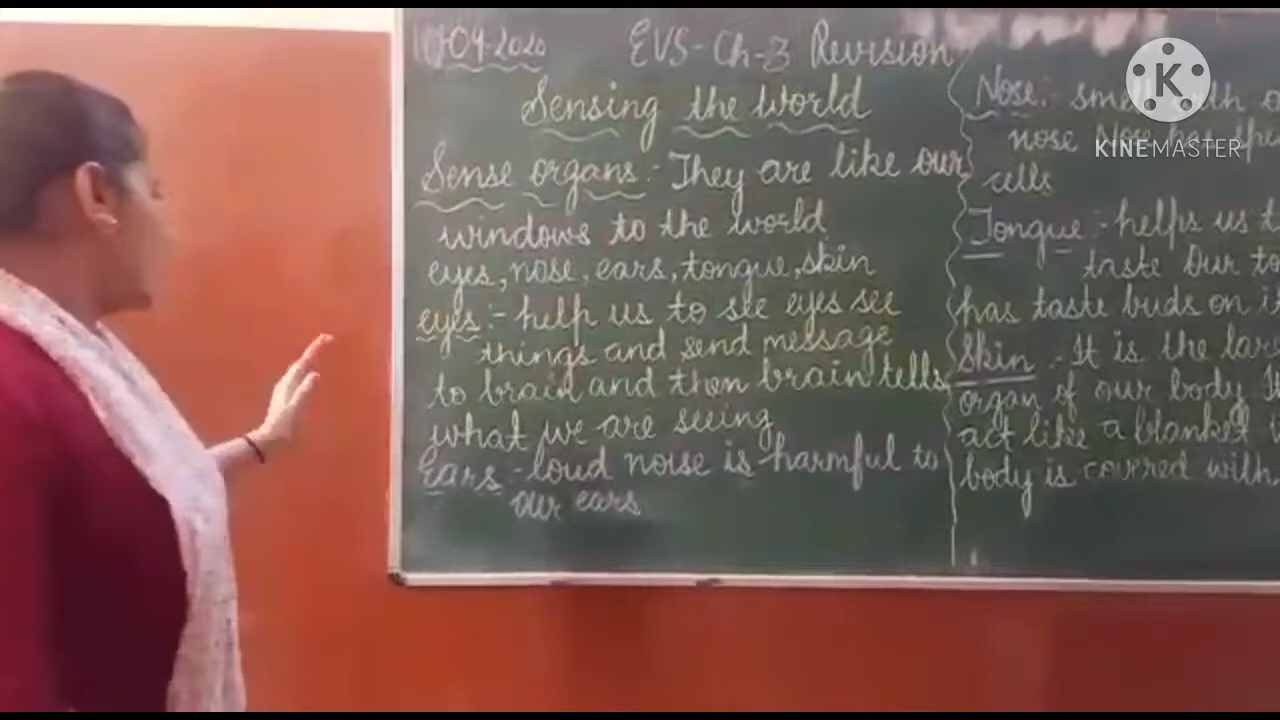 -04-2020
EVS-Ch-3 Revision
Sensing the World
Sense organs:- They are like our
windows to the world
eyes, nose, ears, tongue, skin
eyes:- help us to see eyes see
things and send message
to brain and then brain tells
what we are seeing
Ears:- loud noise is harmful to
our ears
Nose:-
nose Nose has
cells
Tongue:- helps us
taste Our
has taste buds on
Skin:- It is the
organ of our body
act like a blanket
body is covered with
K
KINEMASTER